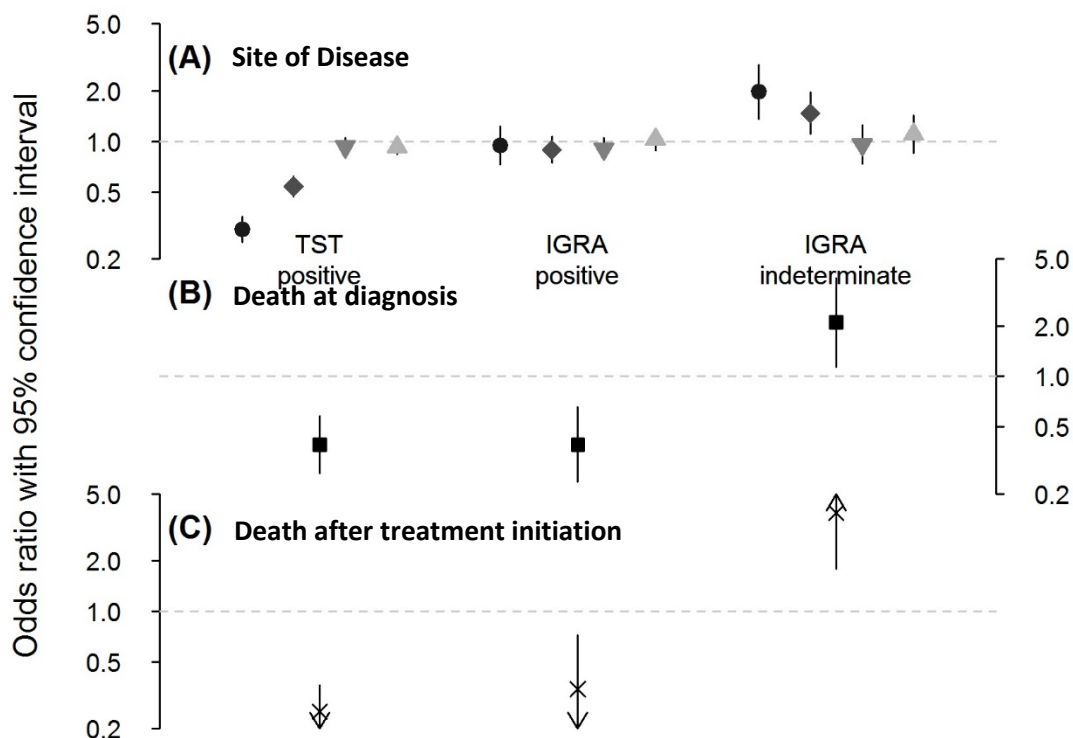 Odds ratio with 95% confidence interval
5.0
(A) Site of Disease
2.0
1.0
0.5
0.2
TST
positive
IGRA
positive
IGRA
indeterminate
5.0
(B) Death at diagnosis
2.0
1.0
0.5
0.2
5.0
(C) Death after treatment initiation
2.0
1.0
0.5
0.2